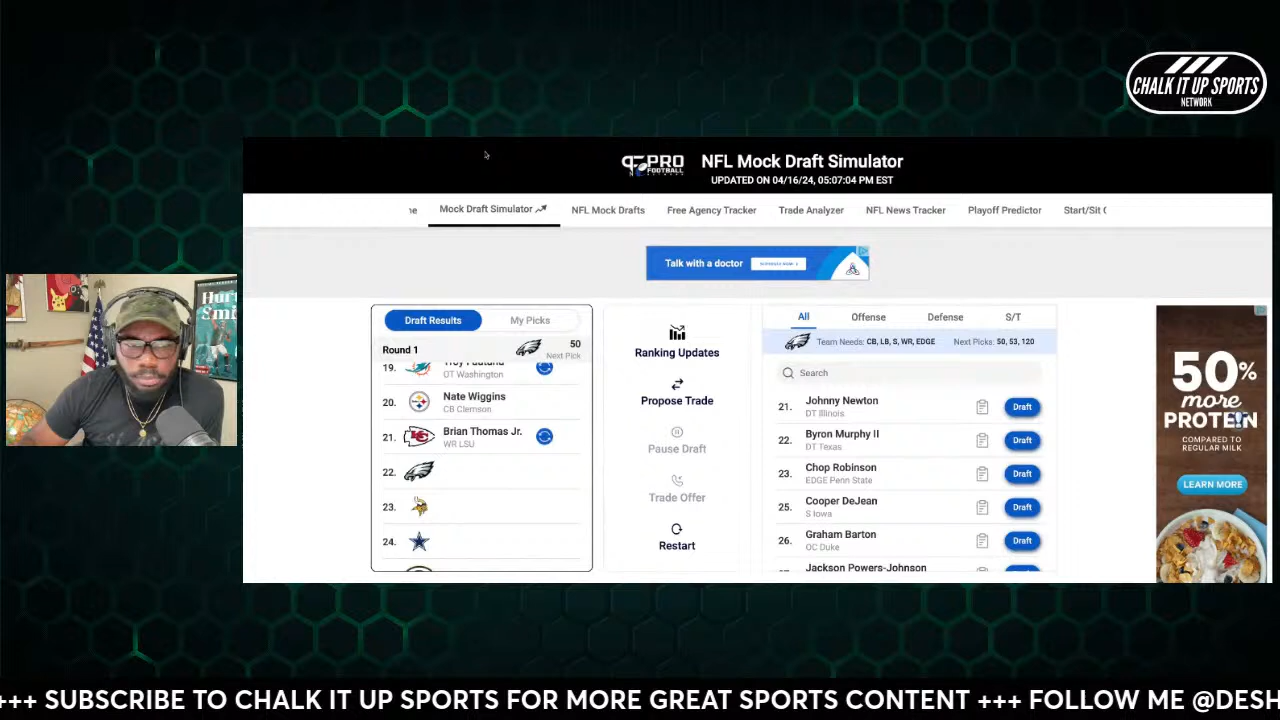 CHALK IT UP SPORTS
NETWORK
PRO
FOOTBALL
NFL Mock Draft Simulator
UPDATED ON 04/16/24, 05:07:04 PM EST
ne
Mock Draft Simulator
NFL Mock Drafts
Free Agency Tracker
Trade Analyzer
NFL News Tracker
Playoff Predictor
Start/Sit
Talk with a doctor
Draft Results
My Picks
Round 1
50
Next Pick
19.
OT Washington
20.
Nate Wiggins
CB Clemson
21.
Brian Thomas Jr.
WR LSU
22.
23.
24.
Ranking Updates
Propose Trade
Pause Draft
Trade Offer
Restart
All
Offense
Defense
S/T
Team Needs: CB, LB, S, WR, EDGE
Next Picks: 50, 53, 120
Search
21.
Johnny Newton
DT Illinois
Draft
22.
Byron Murphy II
DT Texas
Draft
23.
Chop Robinson
EDGE Penn State
Draft
25.
Cooper DeJean
S Iowa
Draft
26.
Graham Barton
OC Duke
Draft
Jackson Powers-Johnson
50%
more
PROTEIN
COMPARED TO
REGULAR MILK
LEARN MORE
+++ SUBSCRIBE TO CHALK IT UP SPORTS FOR MORE GREAT SPORTS CONTENT +++ FOLLOW ME @DESH